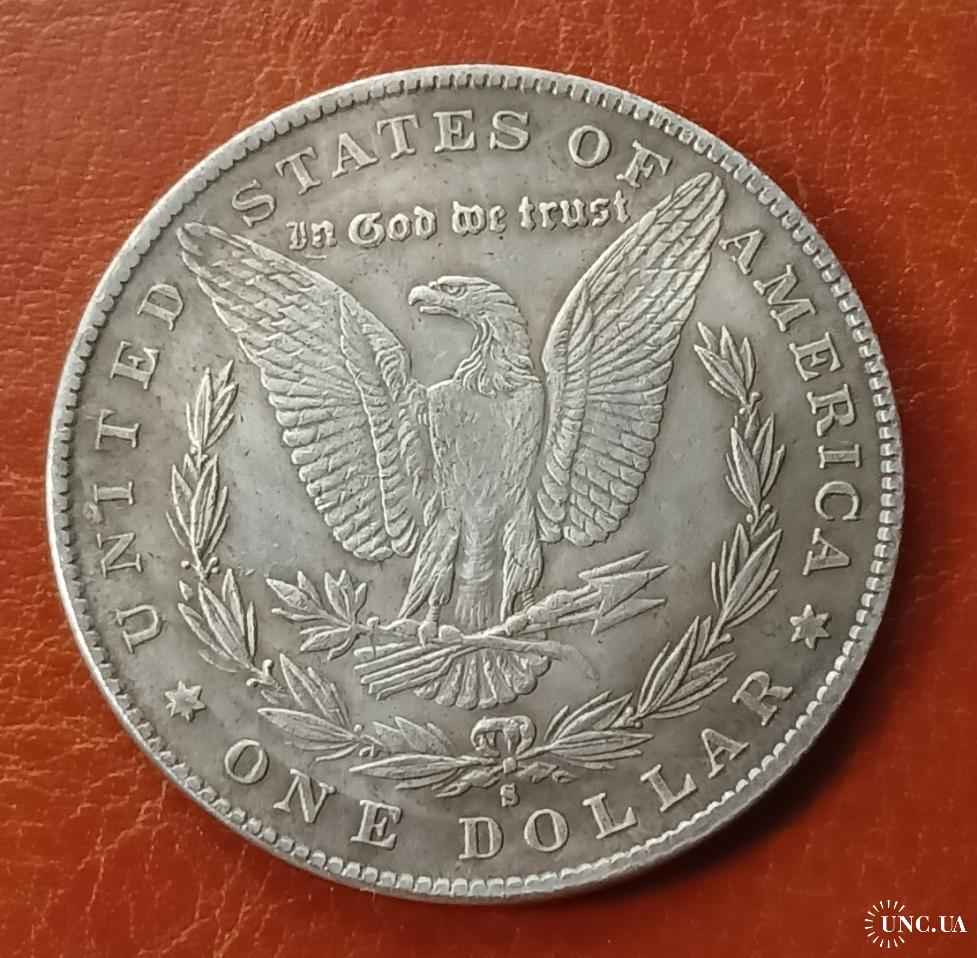 UNITED STATES OF AMERICA
In God we trust
S
ONE DOLLAR
UNC.UA